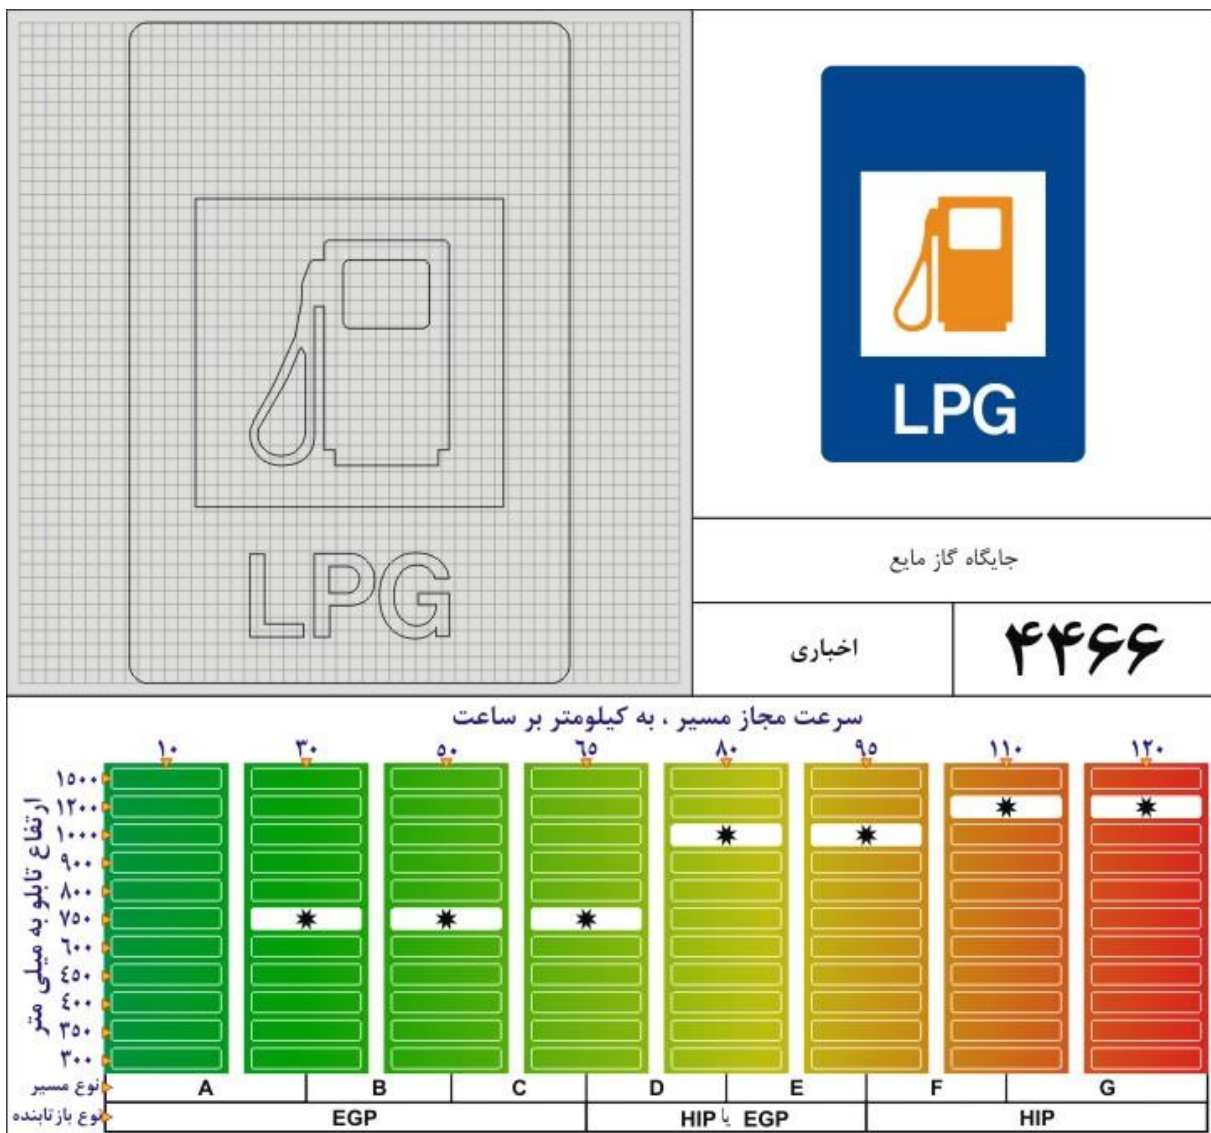 LPG
LPG
جایگاه گاز مایع
۴۴۶۶
اخباری
سرعت مجاز مسیر ، به کیلومتر بر ساعت
۱۰ ۳۰ ۵۰ ۶۵ ۸۰ ۹۵ ۱۱۰ ۱۲۰
ارتفاع تابلو به میلی متر
۱۵۰۰
۱۲۰۰
۱۰۰۰
۹۰۰
۸۰۰
۷۵۰
۶۰۰
۴۵۰
۴۰۰
۳۵۰
۳۰۰
نوع مسیر A B C D E F G
نوع بازتابنده EGP HIP یا EGP HIP